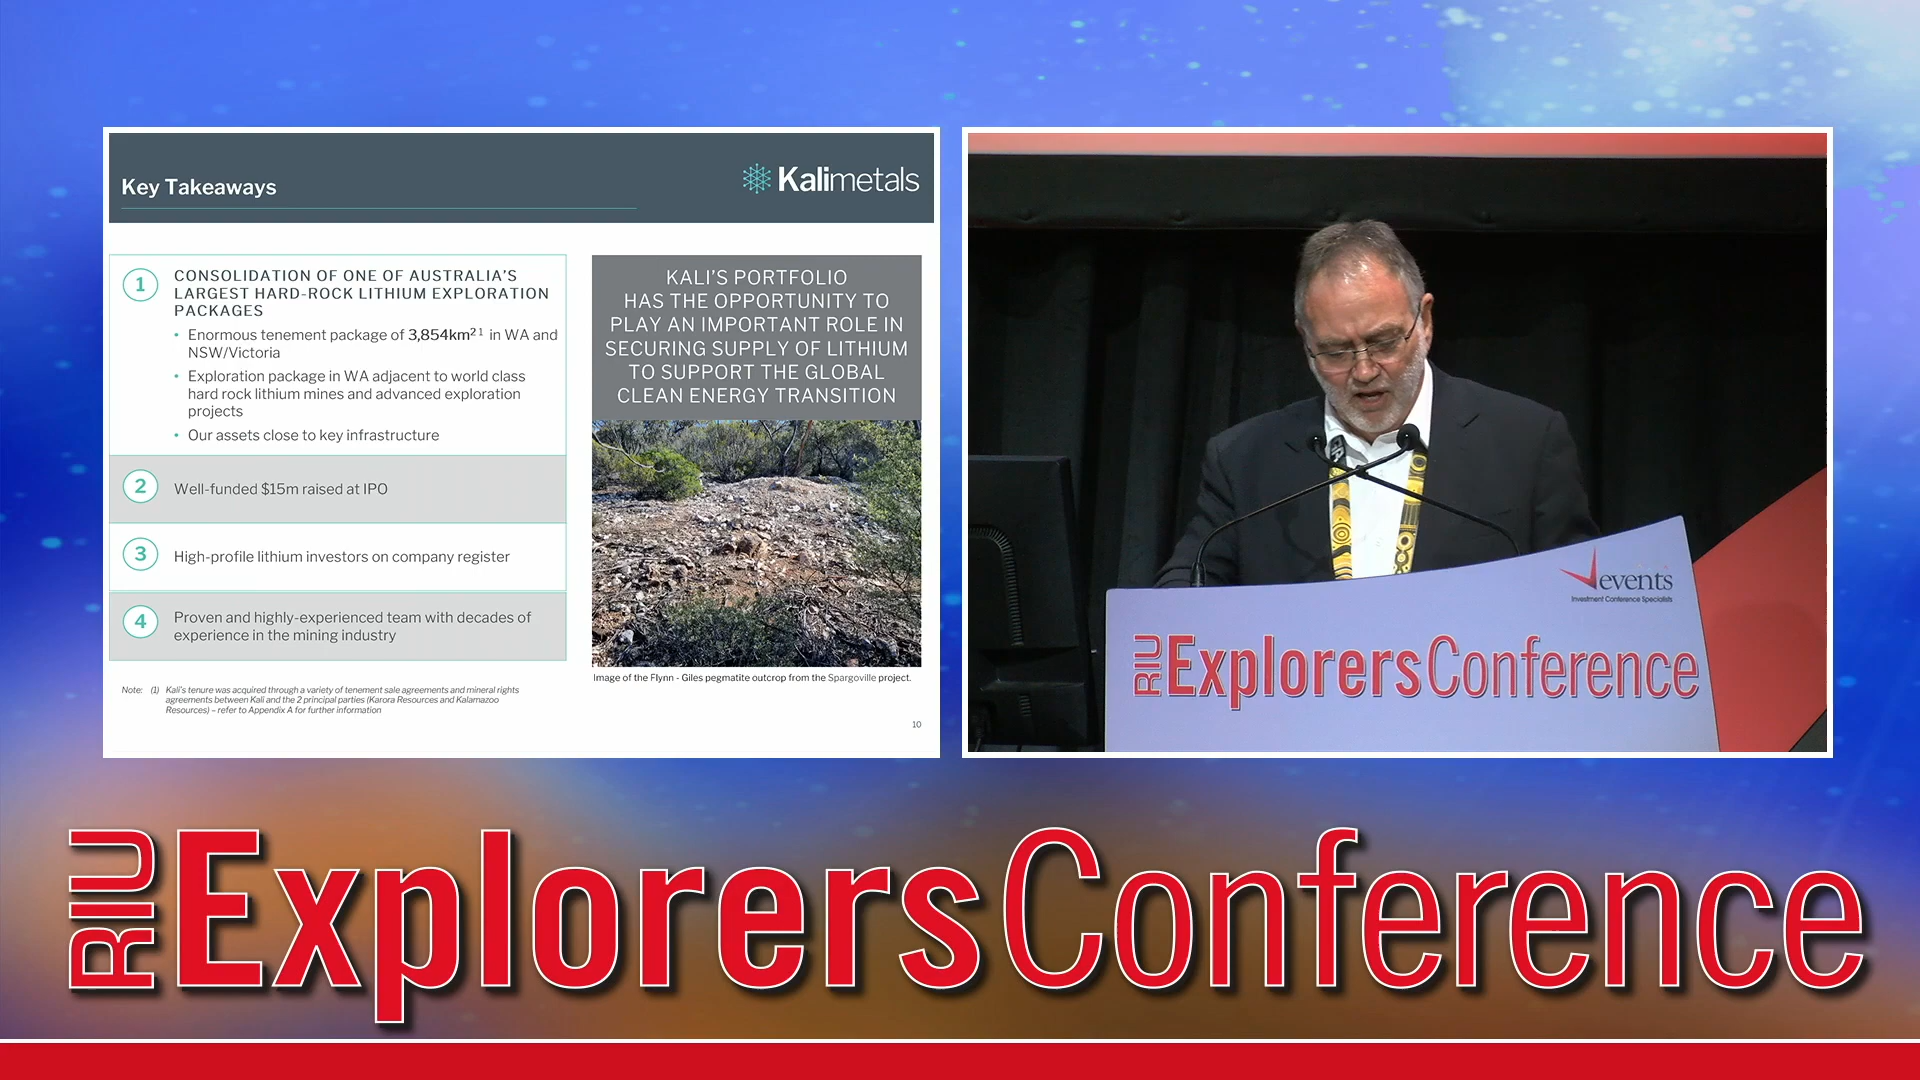 Key Takeaways
Kalimetals
1
CONSOLIDATION OF ONE OF AUSTRALIA'S
LARGEST HARD-ROCK LITHIUM EXPLORATION
PACKAGES
• Enormous tenement package of 3,854km² ¹ in WA and
NSW/Victoria
• Exploration package in WA adjacent to world class
hard rock lithium mines and advanced exploration
projects
• Our assets close to key infrastructure
2
Well-funded $15m raised at IPO
3
High-profile lithium investors on company register
4
Proven and highly-experienced team with decades of
experience in the mining industry
Note: (1) Kali's tenure was acquired through a variety of tenement sale agreements and mineral rights
agreements between Kali and the 2 principal parties (Karora Resources and Kalamazoo
Resources) – refer to Appendix A for further information
KALI'S PORTFOLIO
HAS THE OPPORTUNITY TO
PLAY AN IMPORTANT ROLE IN
SECURING SUPPLY OF LITHIUM
TO SUPPORT THE GLOBAL
CLEAN ENERGY TRANSITION
Image of the Flynn - Giles pegmatite outcrop from the Spargoville project.
10
events
Investment Conference Specialists
RIU ExplorersConference
RIU ExplorersConference